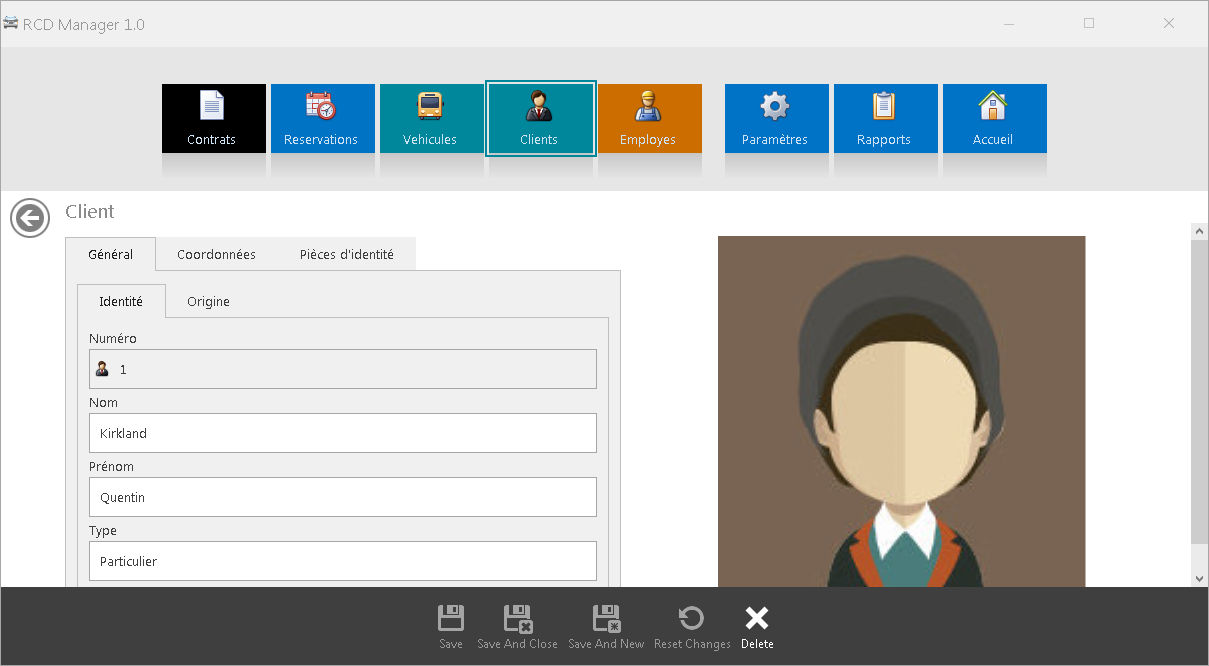 RCD Manager 1.0
Contrats Reservations Vehicules Clients Employes Paramètres Rapports Accueil
Client
Général Coordonnées Pièces d'identité
Identité Origine
Numéro
1
Nom
Kirkland
Prénom
Quentin
Type
Particulier
Save Save And Close Save And New Reset Changes Delete